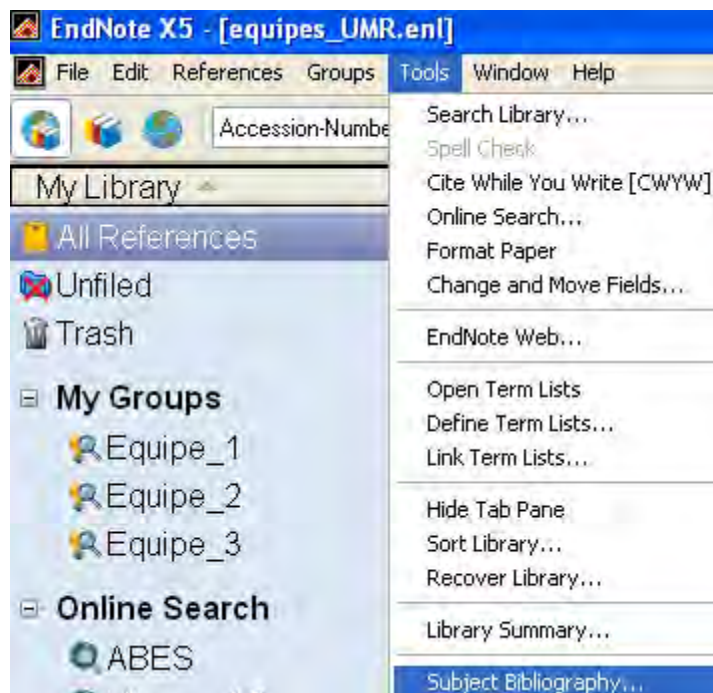 EndNote X5 - [equipes_UMR.enl]
File Edit References Groups Tools Window Help
Accession-Numbe
My Library
All References
Unfiled
Trash
My Groups
Equipe_1
Equipe_2
Equipe_3
Online Search
ABES
Search Library...
Spell Check
Cite While You Write [CWYW]
Online Search...
Format Paper
Change and Move Fields...
EndNote Web...
Open Term Lists
Define Term Lists...
Link Term Lists...
Hide Tab Pane
Sort Library...
Recover Library...
Library Summary...
Subject Bibliography...